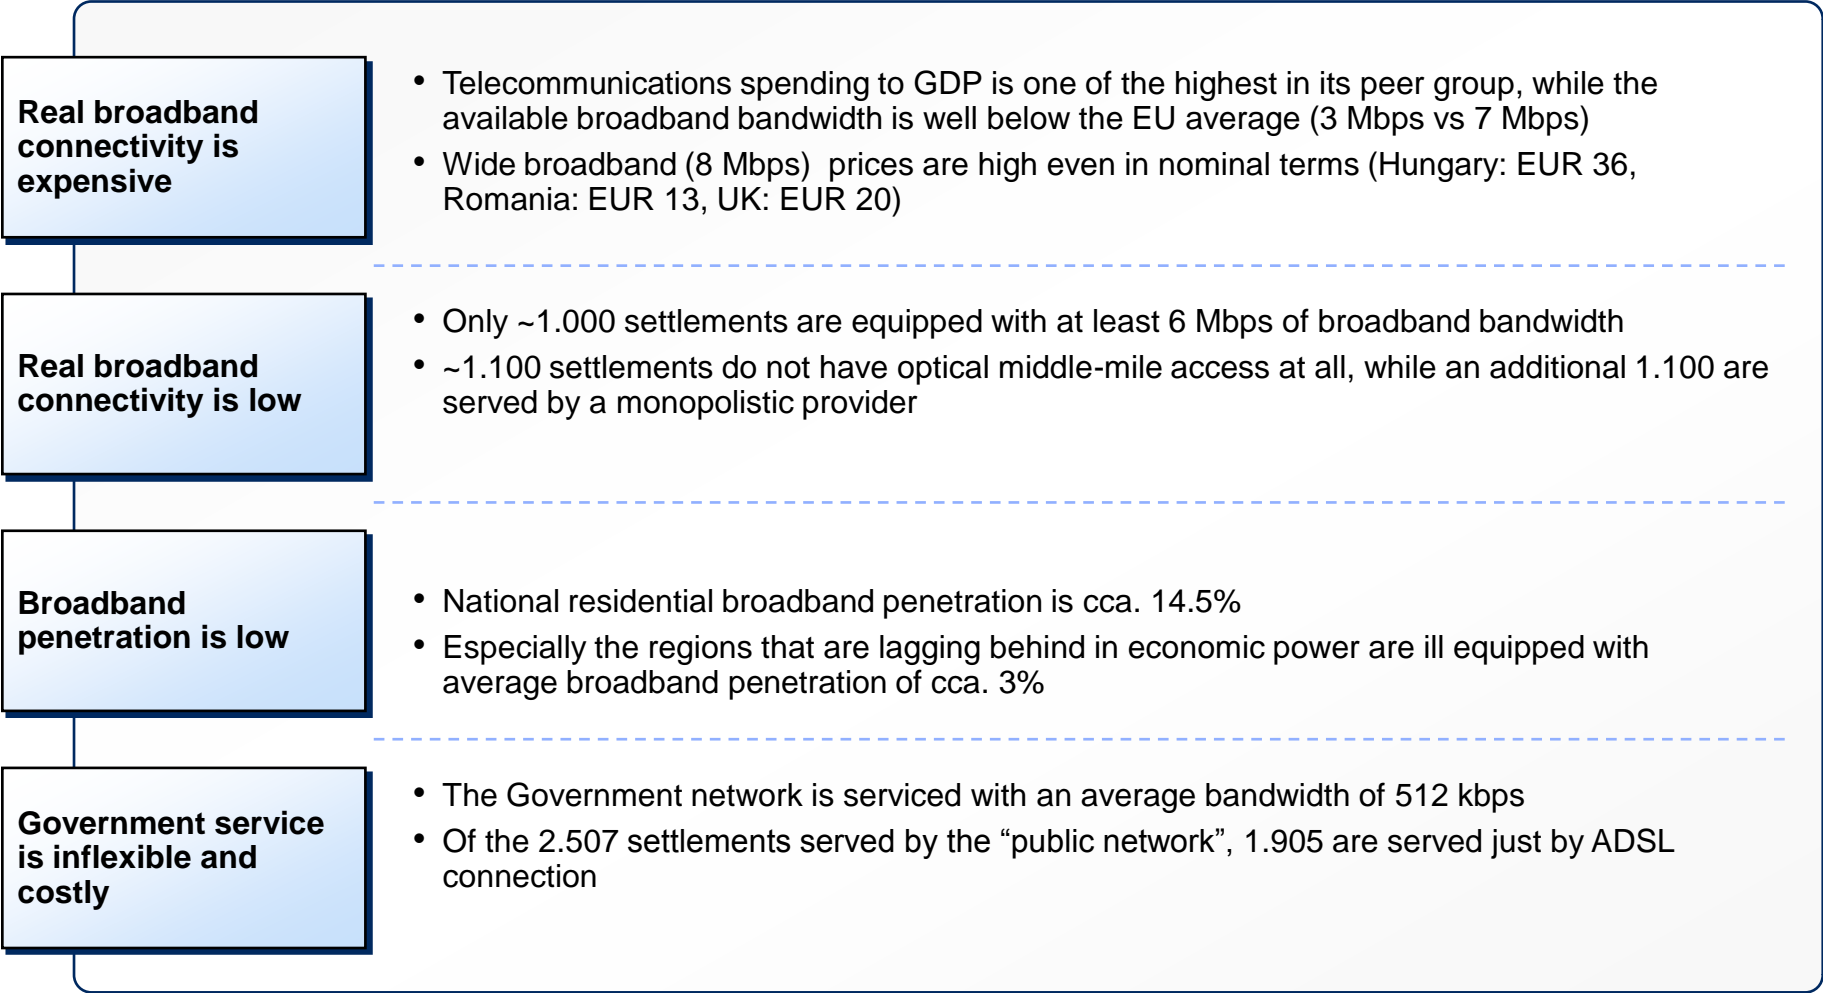 Real broadband
connectivity is
expensive
• Telecommunications spending to GDP is one of the highest in its peer group, while the
available broadband bandwidth is well below the EU average (3 Mbps vs 7 Mbps)
• Wide broadband (8 Mbps)  prices are high even in nominal terms (Hungary: EUR 36,
Romania: EUR 13, UK: EUR 20)
Real broadband
connectivity is low
• Only ~1.000 settlements are equipped with at least 6 Mbps of broadband bandwidth
• ~1.100 settlements do not have optical middle-mile access at all, while an additional 1.100 are
served by a monopolistic provider
Broadband
penetration is low
• National residential broadband penetration is cca. 14.5%
• Especially the regions that are lagging behind in economic power are ill equipped with
average broadband penetration of cca. 3%
Government service
is inflexible and
costly
• The Government network is serviced with an average bandwidth of 512 kbps
• Of the 2.507 settlements served by the “public network”, 1.905 are served just by ADSL
connection